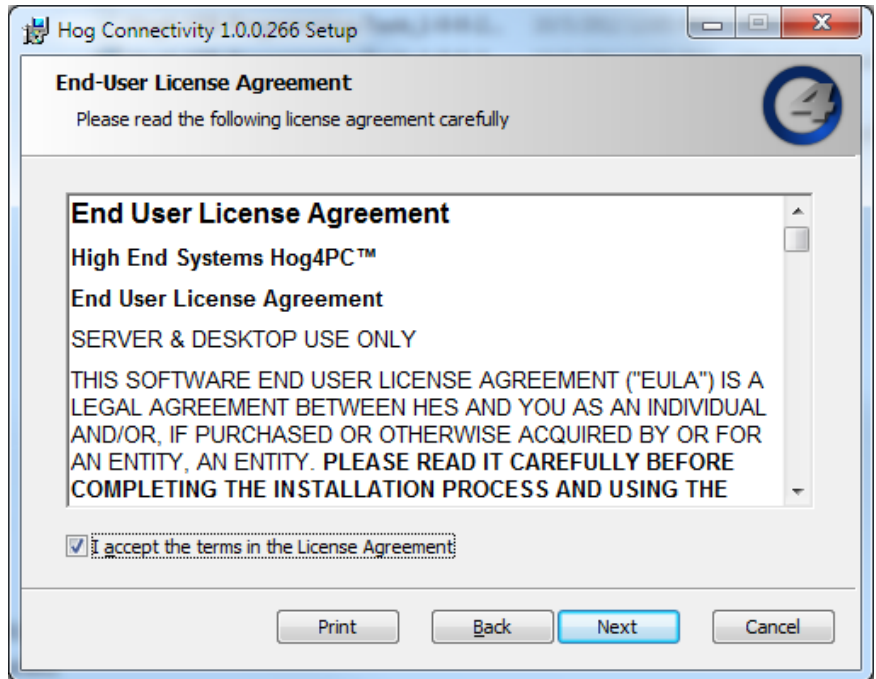 Hog Connectivity 1.0.0.266 Setup
End-User License Agreement
Please read the following license agreement carefully
4
End User License Agreement
High End Systems Hog4PC™
End User License Agreement
SERVER & DESKTOP USE ONLY
THIS SOFTWARE END USER LICENSE AGREEMENT ("EULA") IS A
LEGAL AGREEMENT BETWEEN HES AND YOU AS AN INDIVIDUAL
AND/OR, IF PURCHASED OR OTHERWISE ACQUIRED BY OR FOR
AN ENTITY, AN ENTITY. PLEASE READ IT CAREFULLY BEFORE
COMPLETING THE INSTALLATION PROCESS AND USING THE
I accept the terms in the License Agreement
Print Back Next Cancel